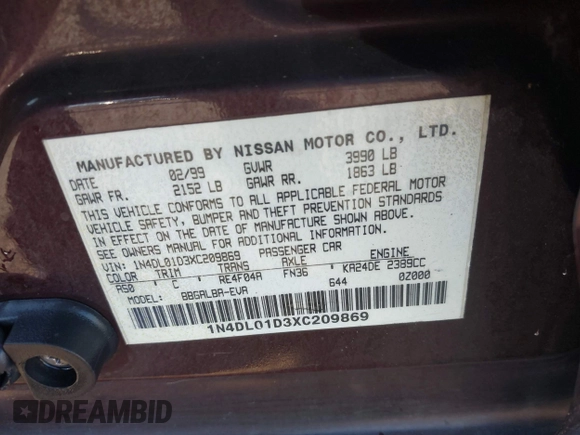 MANUFACTURED BY NISSAN MOTOR CO., LTD.
DATE 02/99 GVWR 3990 LB
GAWR FR. 2152 LB GAWR RR. 1863 LB
THIS VEHICLE CONFORMS TO ALL APPLICABLE FEDERAL MOTOR
VEHICLE SAFETY, BUMPER AND THEFT PREVENTION STANDARDS
IN EFFECT ON THE DATE OF MANUFACTURE SHOWN ABOVE.
SEE OWNERS MANUAL FOR ADDITIONAL INFORMATION.
VIN: 1N4DL01D3XC209869 PASSENGER CAR
COLOR TRIM TRANS AXLE ENGINE
AS0 C RE4F04A FN36 KA24DE 2389CC
MODEL: BBGALBA-EVA 644 0Z000
1N4DL01D3XC209869
DREAMBID